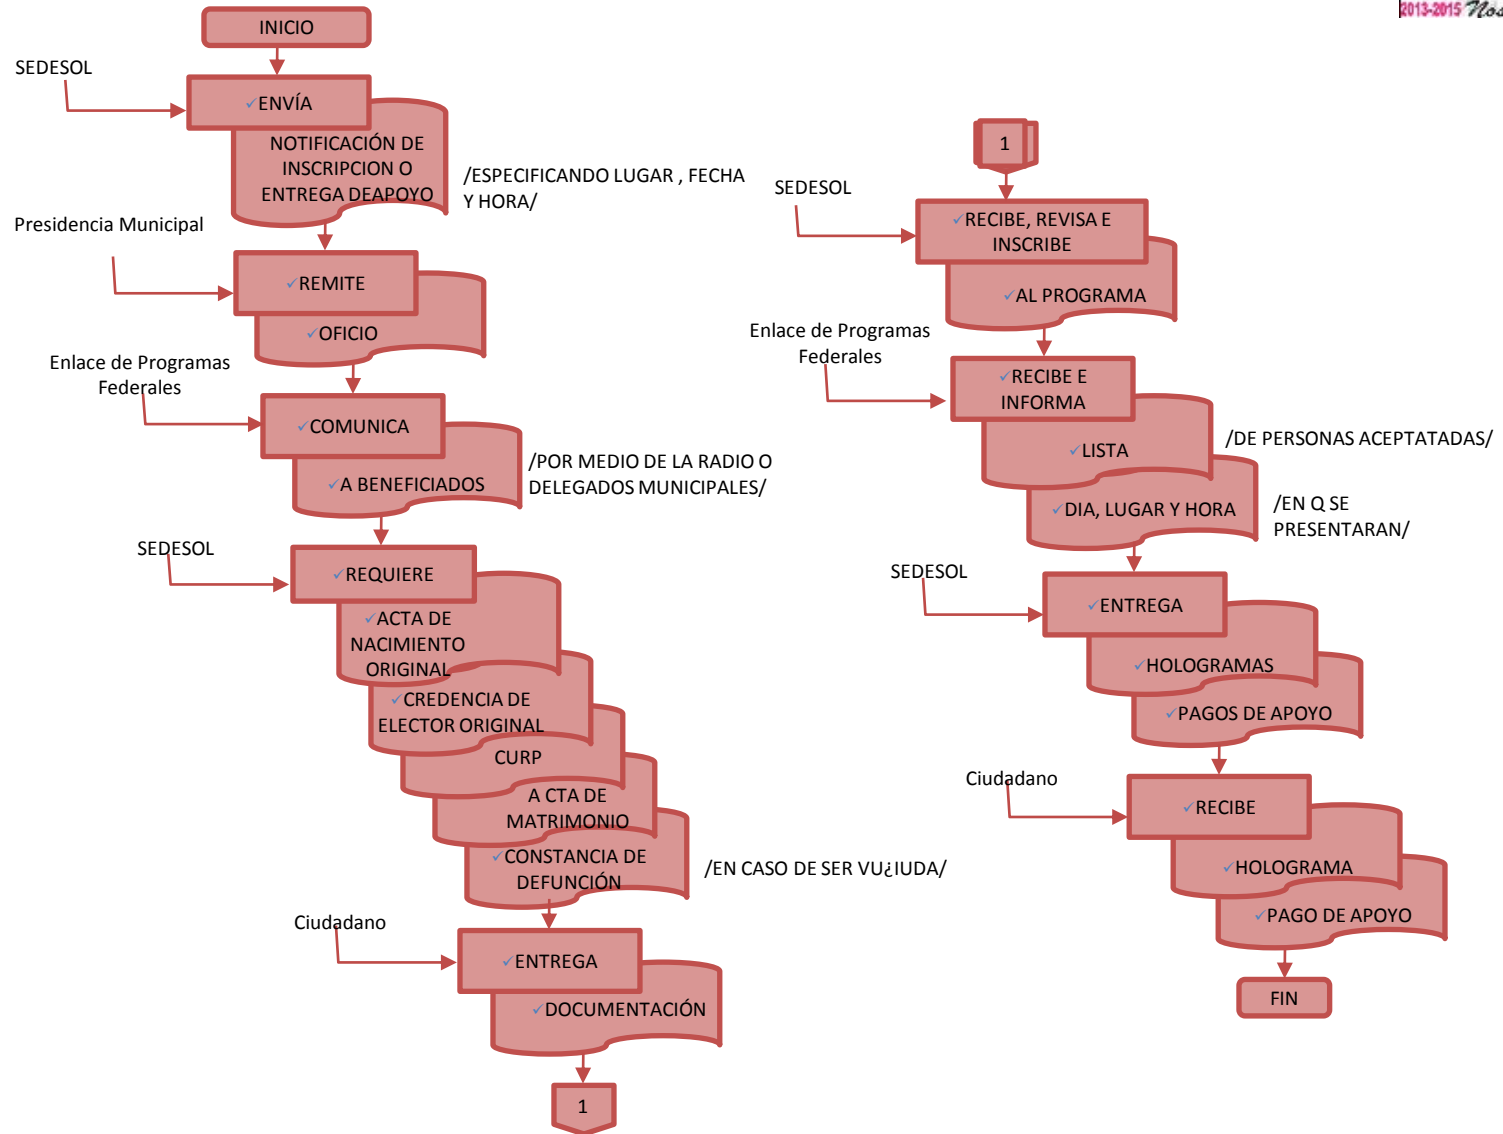 2013-2015 Nos
INICIO
SEDESOL
✓ENVÍA
NOTIFICACIÓN DE
INSCRIPCION O
ENTREGA DEAPOYO
/ESPECIFICANDO LUGAR , FECHA
Y HORA/
Presidencia Municipal
✓REMITE
✓OFICIO
Enlace de Programas
Federales
✓COMUNICA
✓A BENEFICIADOS
/POR MEDIO DE LA RADIO O
DELEGADOS MUNICIPALES/
SEDESOL
✓REQUIERE
✓ACTA DE
NACIMIENTO
ORIGINAL
✓CREDENCIA DE
ELECTOR ORIGINAL
CURP
A CTA DE
MATRIMONIO
✓CONSTANCIA DE
DEFUNCIÓN
/EN CASO DE SER VU¿IUDA/
Ciudadano
✓ENTREGA
✓DOCUMENTACIÓN
1
1
SEDESOL
✓RECIBE, REVISA E
INSCRIBE
✓AL PROGRAMA
Enlace de Programas
Federales
✓RECIBE E
INFORMA
✓LISTA
/DE PERSONAS ACEPTATADAS/
✓DIA, LUGAR Y HORA
/EN Q SE
PRESENTARAN/
SEDESOL
✓ENTREGA
✓HOLOGRAMAS
✓PAGOS DE APOYO
Ciudadano
✓RECIBE
✓HOLOGRAMA
✓PAGO DE APOYO
FIN